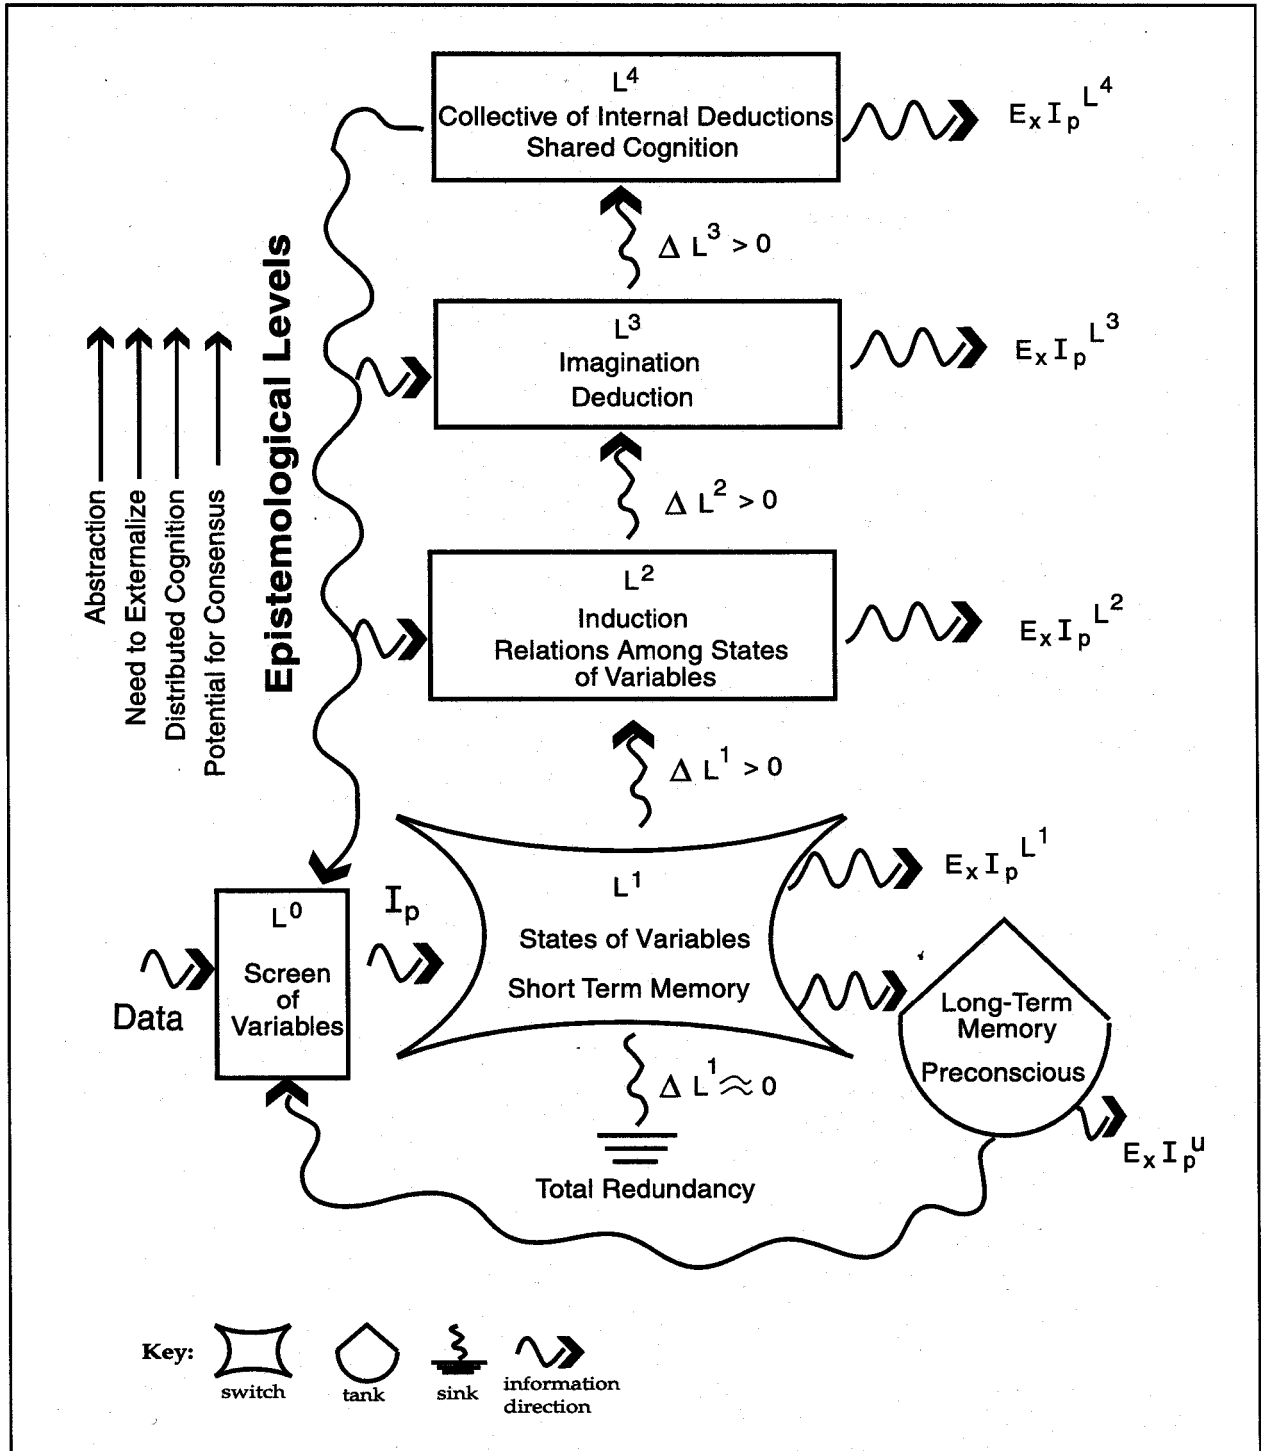 L⁴
Collective of Internal Deductions
Shared Cognition
EₓIₚᴸ⁴
Δ L³ > 0
L³
Imagination
Deduction
EₓIₚᴸ³
Δ L² > 0
L²
Induction
Relations Among States
of Variables
EₓIₚᴸ²
Δ L¹ > 0
Epistemological Levels
Abstraction
Need to Externalize
Distributed Cognition
Potential for Consensus
Data
L⁰
Screen
of
Variables
Iₚ
L¹
States of Variables
Short Term Memory
EₓIₚᴸ¹
Long-Term
Memory
Preconscious
EₓIₚᵘ
Δ L¹ ≈ 0
Total Redundancy
Key:
switch
tank
sink
information
direction